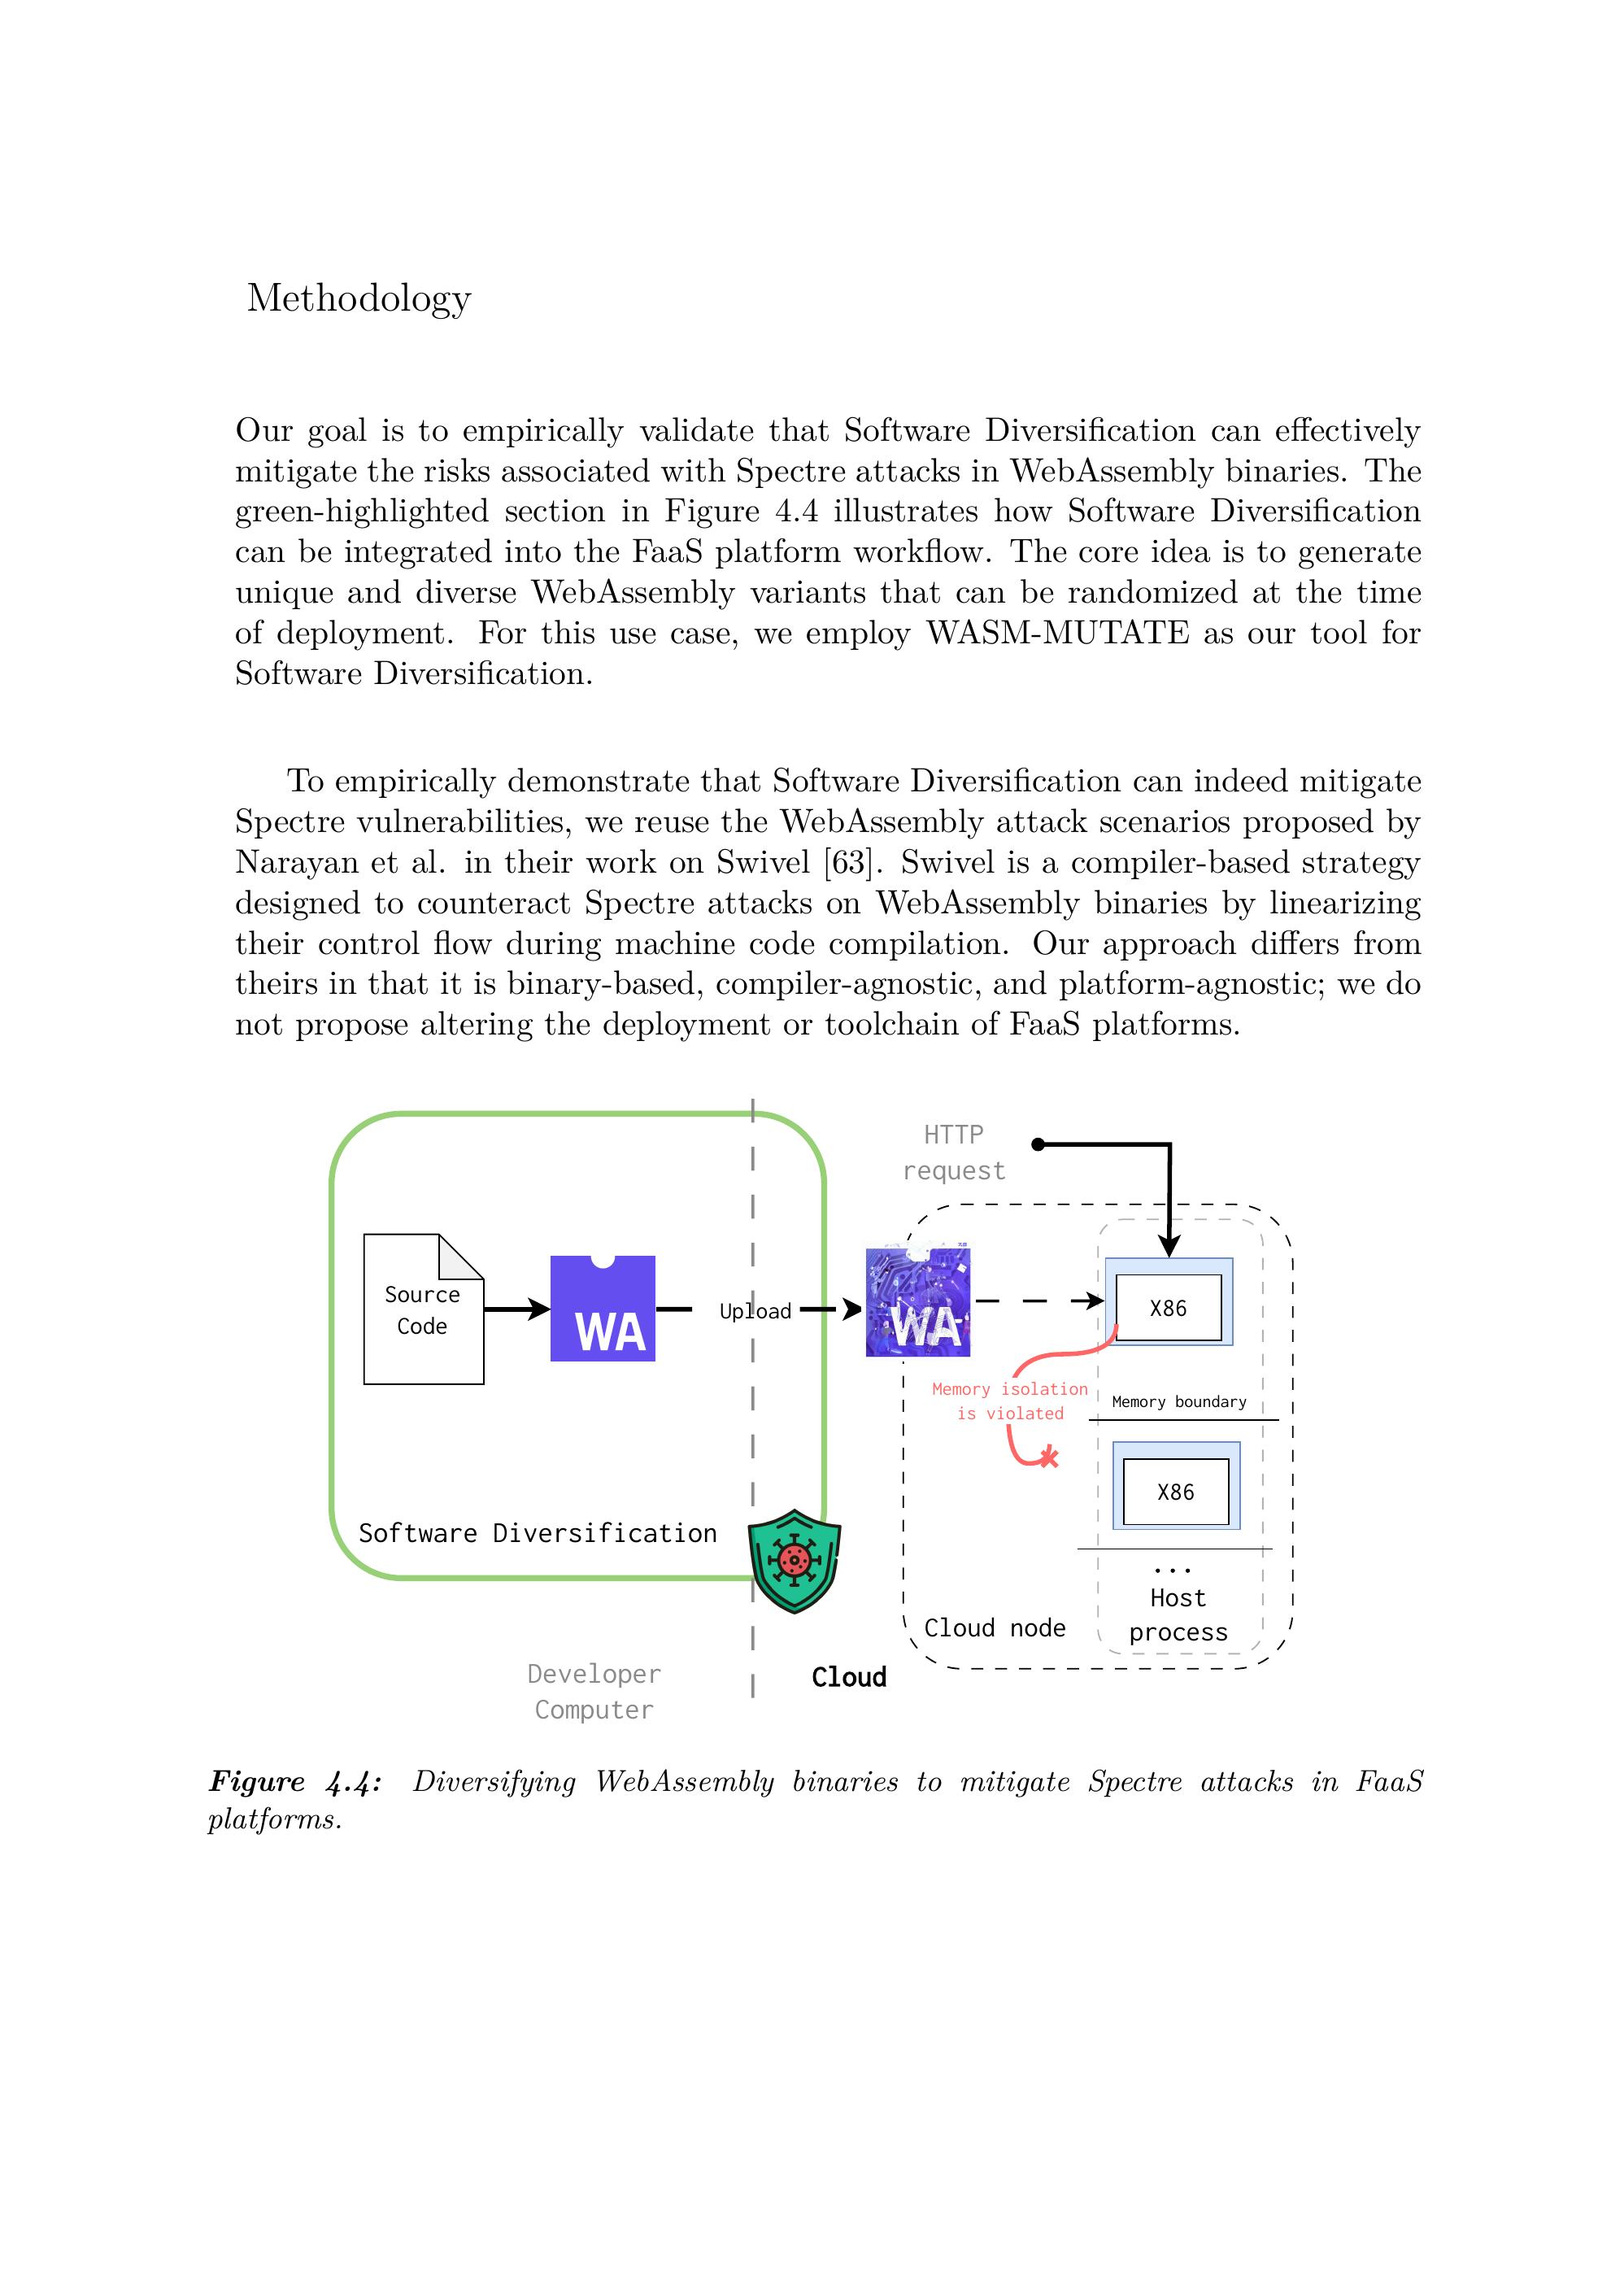 Methodology
Our goal is to empirically validate that Software Diversification can effectively
mitigate the risks associated with Spectre attacks in WebAssembly binaries. The
green-highlighted section in Figure 4.4 illustrates how Software Diversification
can be integrated into the FaaS platform workflow. The core idea is to generate
unique and diverse WebAssembly variants that can be randomized at the time
of deployment. For this use case, we employ WASM-MUTATE as our tool for
Software Diversification.
To empirically demonstrate that Software Diversification can indeed mitigate
Spectre vulnerabilities, we reuse the WebAssembly attack scenarios proposed by
Narayan et al. in their work on Swivel [63]. Swivel is a compiler-based strategy
designed to counteract Spectre attacks on WebAssembly binaries by linearizing
their control flow during machine code compilation. Our approach differs from
theirs in that it is binary-based, compiler-agnostic, and platform-agnostic; we do
not propose altering the deployment or toolchain of FaaS platforms.
HTTP
request
Source
Code
WA
Upload
WA
X86
Memory isolation
is violated
Memory boundary
X86
...
Host
process
Software Diversification
Cloud node
Developer
Computer
Cloud
Figure 4.4: Diversifying WebAssembly binaries to mitigate Spectre attacks in FaaS
platforms.